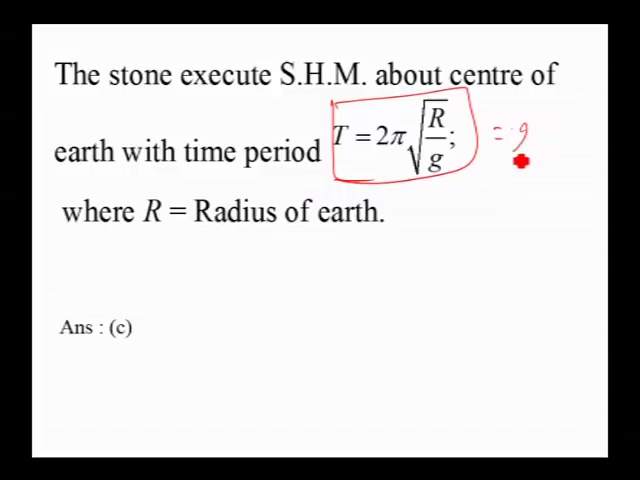 The stone execute S.H.M. about centre of
earth with time period T = 2π √(R/g) ;
where R = Radius of earth.
Ans : (c)